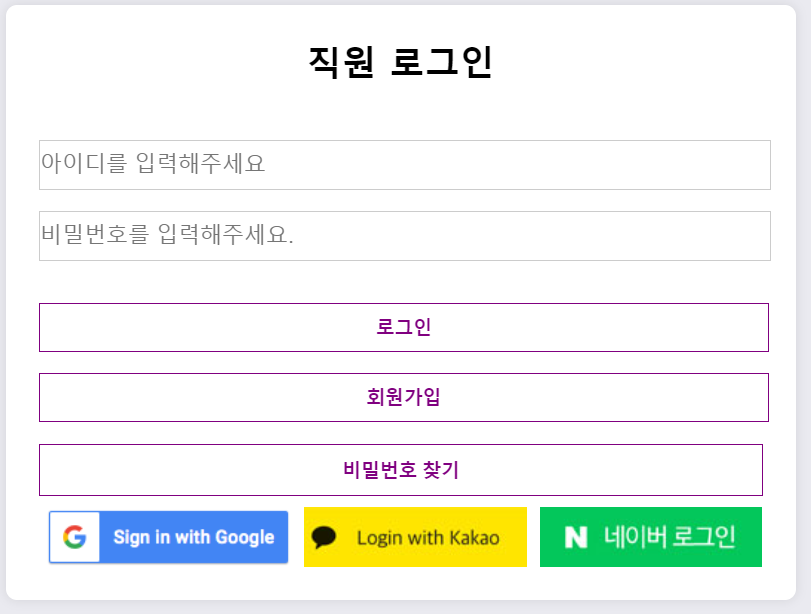 직원 로그인
아이디를 입력해주세요
비밀번호를 입력해주세요.
로그인
회원가입
비밀번호 찾기
G Sign in with Google
Login with Kakao
N 네이버 로그인